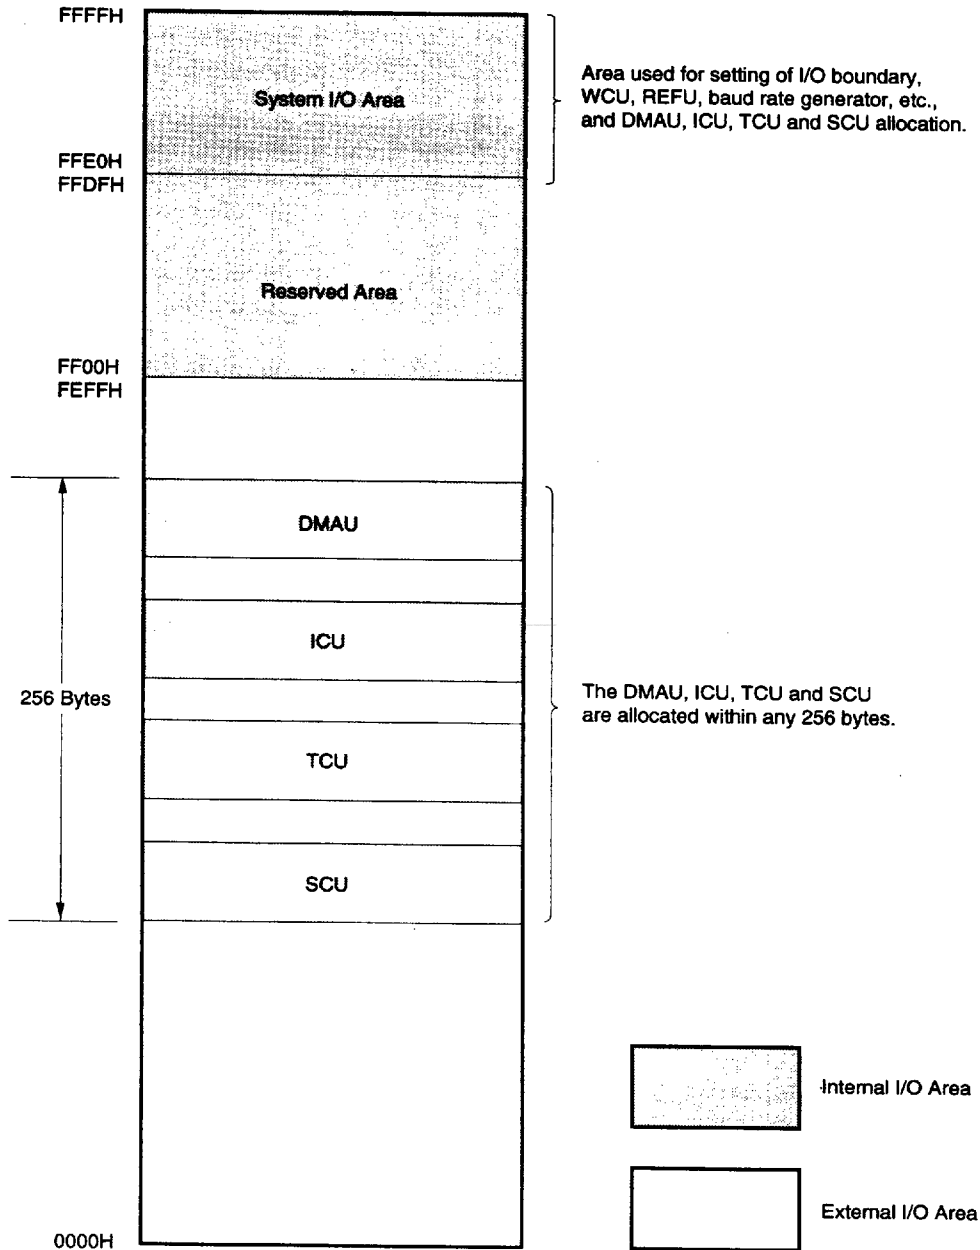 FFFFH
System I/O Area
Area used for setting of I/O boundary,
WCU, REFU, baud rate generator, etc.,
and DMAU, ICU, TCU and SCU allocation.
FFE0H
FFDFH
Reserved Area
FF00H
FEFFH
DMAU
ICU
256 Bytes
The DMAU, ICU, TCU and SCU
are allocated within any 256 bytes.
TCU
SCU
Internal I/O Area
External I/O Area
0000H